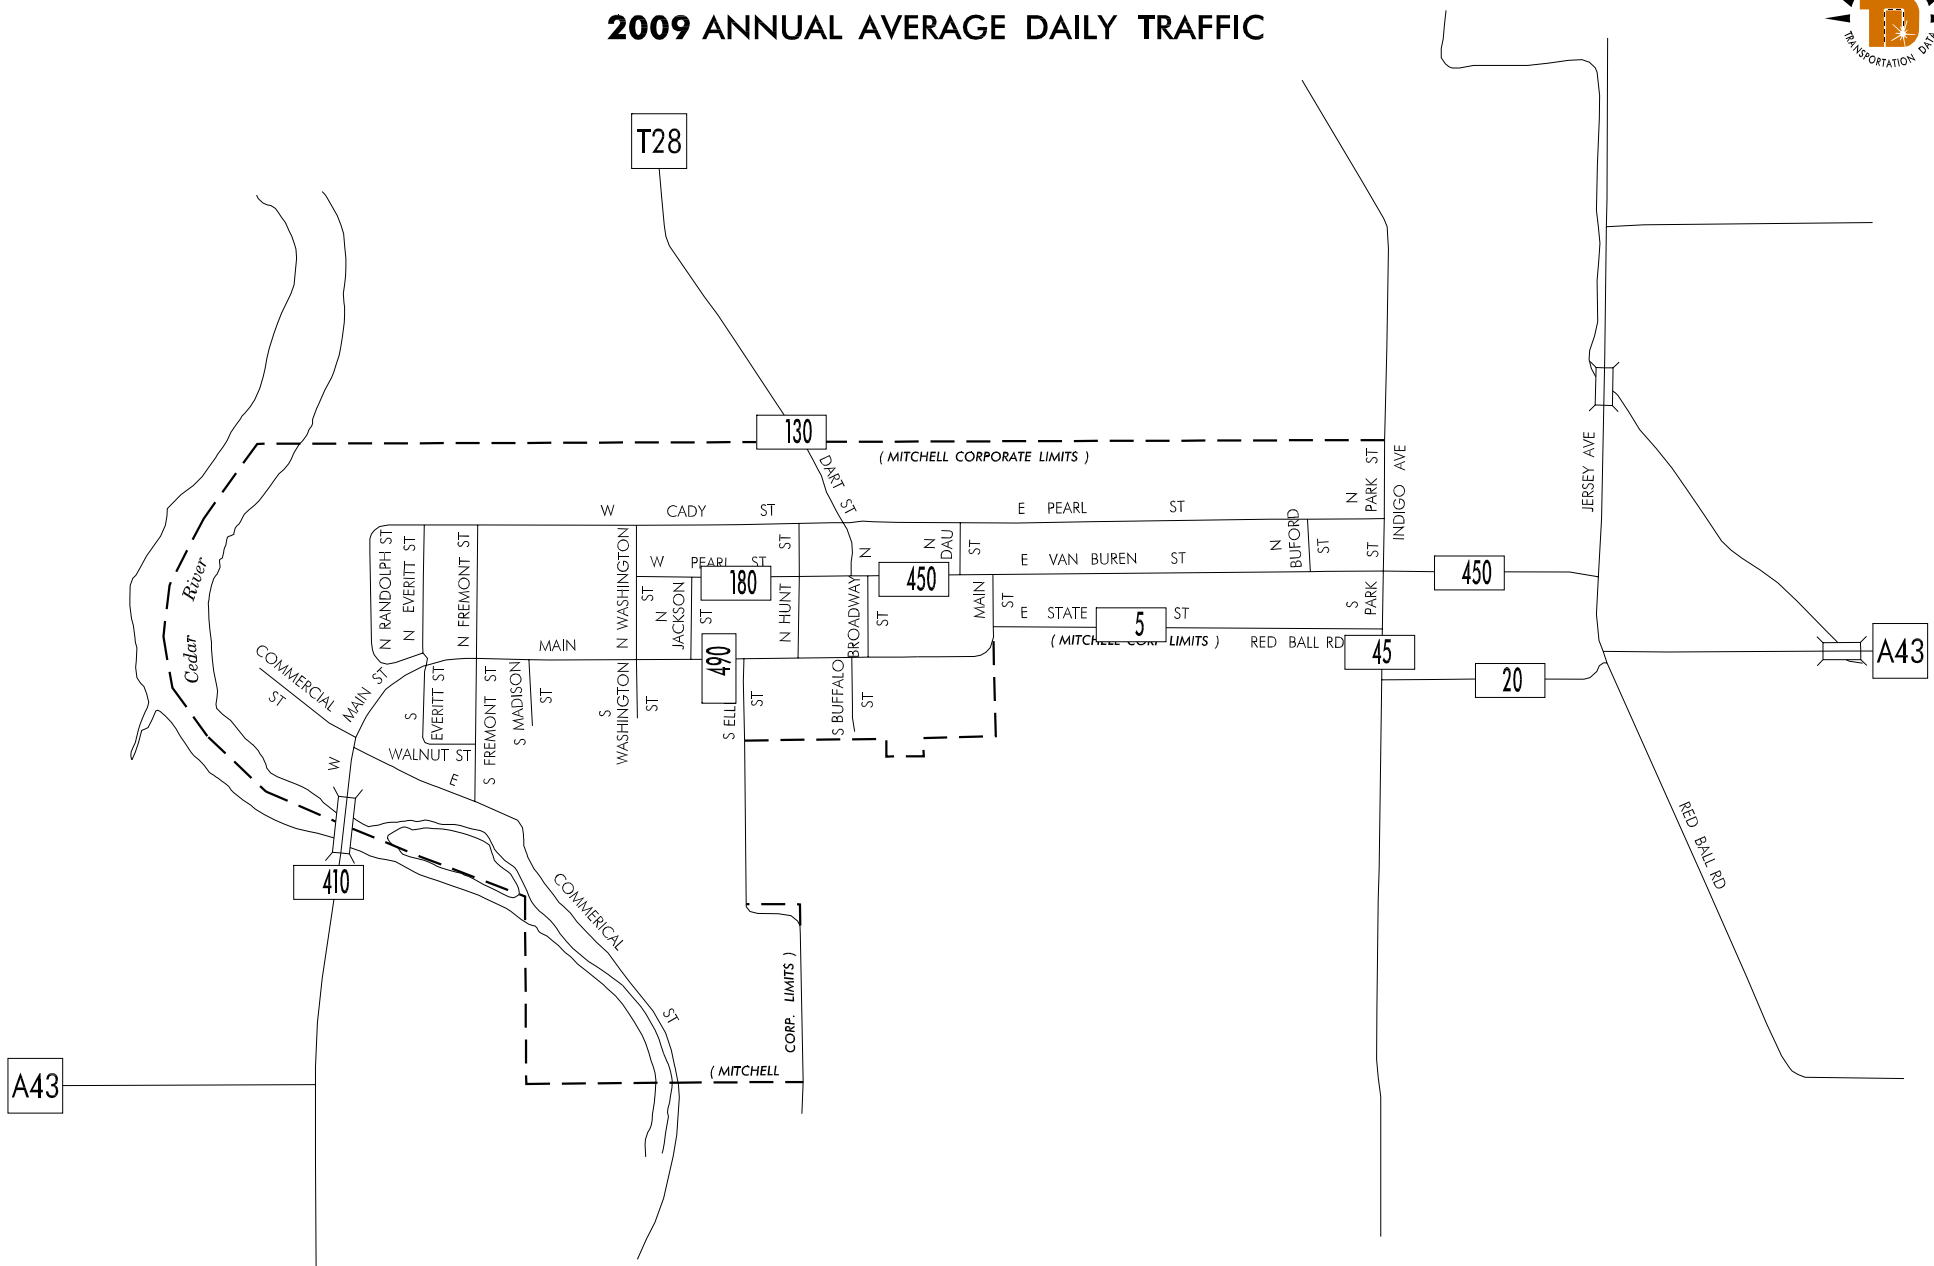 2009 ANNUAL AVERAGE DAILY TRAFFIC
TRANSPORTATION DATA
T28
130
( MITCHELL CORPORATE LIMITS )
DART ST
N PARK ST
INDIGO AVE
JERSEY AVE
W CADY ST
E PEARL ST
N RANDOLPH ST
N EVERITT ST
N FREMONT ST
N WASHINGTON ST
W PEARL ST
180
N
450
N DAU ST
E VAN BUREN ST
N BUFORD ST
450
N JACKSON ST
N HUNT ST
BROADWAY ST
MAIN ST
E STATE ST
5
S PARK ST
( MITCHELL CORP LIMITS )
RED BALL RD
45
20
A43
Cedar River
COMMERCIAL ST
MAIN ST
W
MAIN
490
S EVERITT ST
S FREMONT ST
S MADISON ST
S WASHINGTON ST
S ELL
ST
S BUFFALO ST
WALNUT ST
E
COMMERICAL ST
410
RED BALL RD
A43
( MITCHELL
CORP. LIMITS )